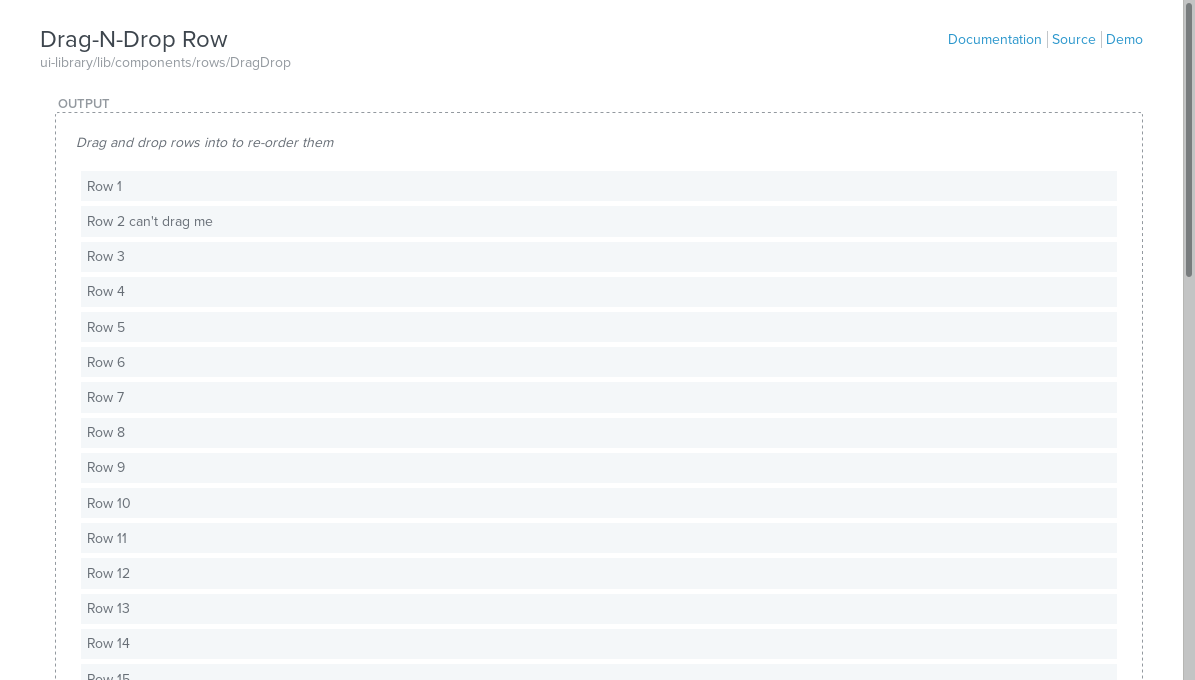 Drag-N-Drop Row
Documentation Source Demo
ui-library/lib/components/rows/DragDrop
OUTPUT
Drag and drop rows into to re-order them
Row 1
Row 2 can't drag me
Row 3
Row 4
Row 5
Row 6
Row 7
Row 8
Row 9
Row 10
Row 11
Row 12
Row 13
Row 14
Row 15